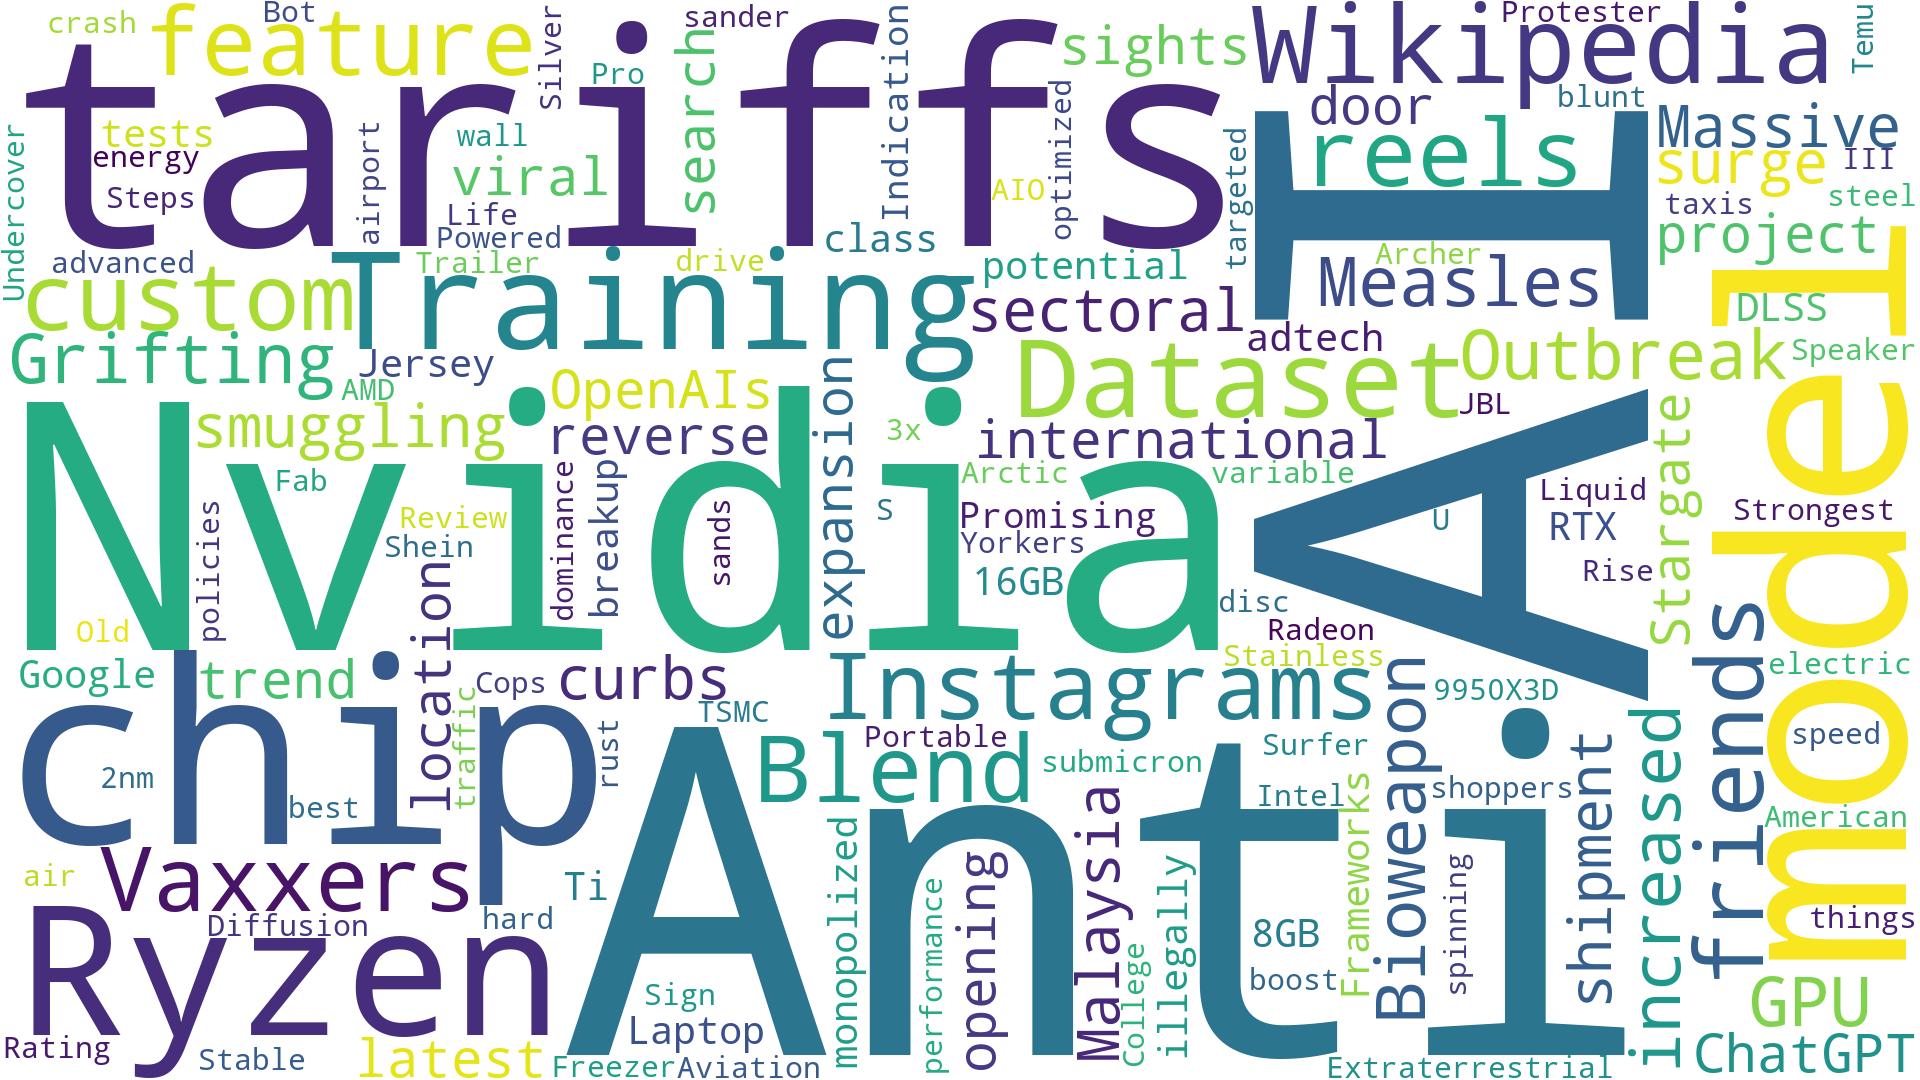 crash
feature
Bot
tariffs
Silver
Pro
sander
search
Indication
sights
optimized
AIO
Wikipedia
Protester
Temu
door
blunt
reels
Massive
surge
III
taxis
steel
project
targeted
AI
Archer
Measles
Undercover
tests
energy
Steps
airport
wall
viral
Life
Powered
class
advanced
custom
Training
Trailer
drive
potential
sectoral
adtech
model
DLSS
Grifting
Jersey
AMD
OpenAIs
expansion
Dataset
Outbreak
Speaker
JBL
Nvidia
smuggling
reverse
3x
international
Arctic
variable
Stargate
Fab
Review
Shein
policies
dominance
breakup
sands
S
Promising
Yorkers
16GB
U
Liquid
RTX
Rise
Strongest
Old
location
disc
Radeon
Stainless
Google
trend
traffic
Cops
curbs
Instagrams
995OX3D
friends
electric
chip
TSMC
rust
2nm
best
Blend
Portable
submicron
Surfer
Intel
Bioweapon
shoppers
shipment
increased
speed
American
Anti
air
Vaxxers
Ti
monopolized
performance
opening
Malaysia
College
illegally
Frameworks
8GB
boost
spinning
things
Ryzen
Diffusion
hard
Sign
Laptop
GPU
Rating
Stable
latest
Freezer
Aviation
Extraterrestrial
ChatGPT